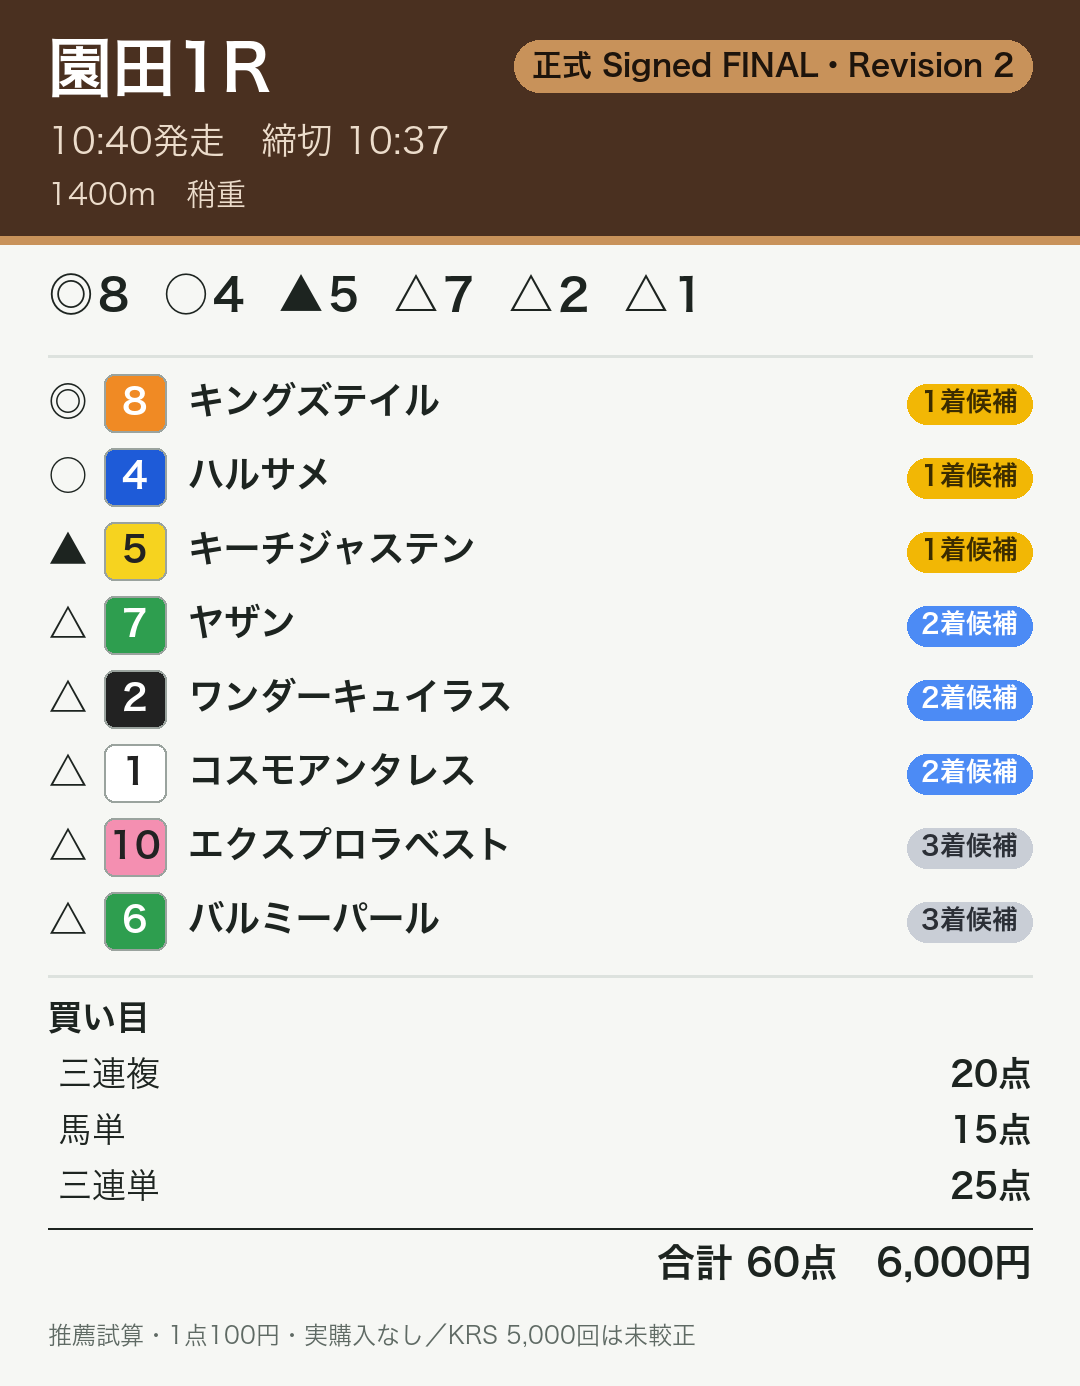 園田1R
正式 Signed FINAL・Revision 2
10:40発走　締切 10:37
1400m　稍重
◎8 ○4 ▲5 △7 △2 △1
◎ 8 キングズテイル 1着候補
○ 4 ハルサメ 1着候補
▲ 5 キーチジャステン 1着候補
△ 7 ヤザン 2着候補
△ 2 ワンダーキュイラス 2着候補
△ 1 コスモアンタレス 2着候補
△ 10 エクスプロラベスト 3着候補
△ 6 バルミーパール 3着候補
買い目
三連複 20点
馬単 15点
三連単 25点
合計 60点　6,000円
推薦試算・1点100円・実購入なし／KRS 5,000回は未較正